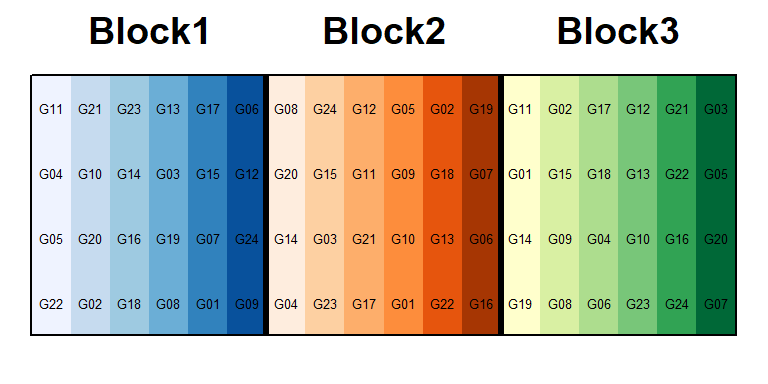 Block1 Block2 Block3
G11 G21 G23 G13 G17 G06 G08 G24 G12 G05 G02 G19 G11 G02 G17 G12 G21 G03
G04 G10 G14 G03 G15 G12 G20 G15 G11 G09 G18 G07 G01 G15 G18 G13 G22 G05
G05 G20 G16 G19 G07 G24 G14 G03 G21 G10 G13 G06 G14 G09 G04 G10 G16 G20
G22 G02 G18 G08 G01 G09 G04 G23 G17 G01 G22 G16 G19 G08 G06 G23 G24 G07